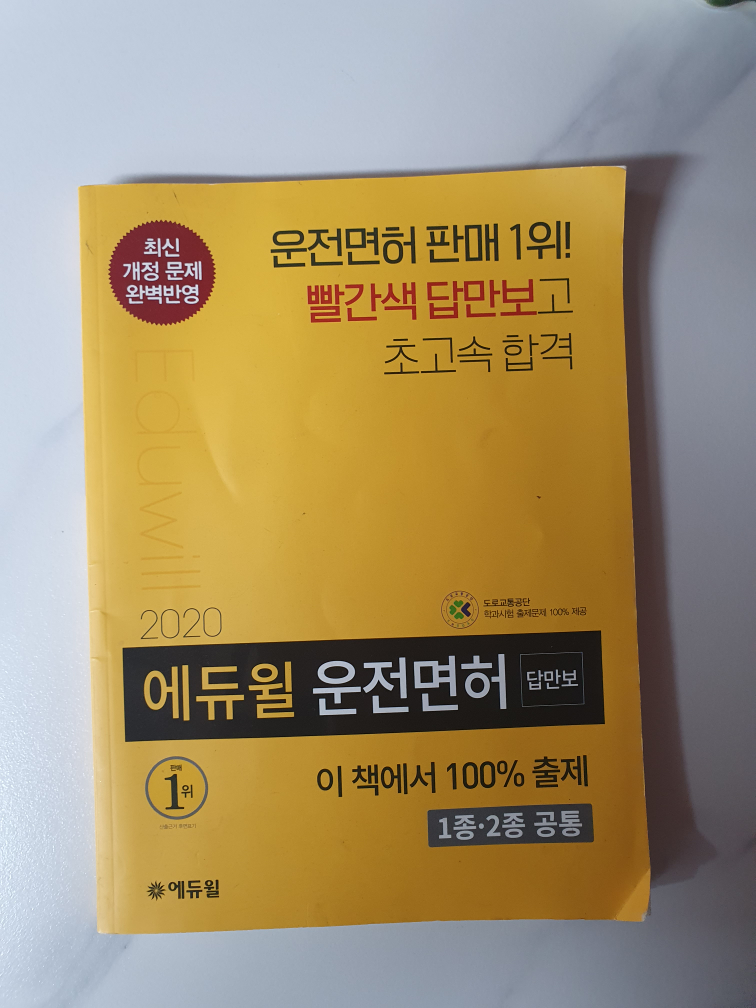 최신
개정 문제
완벽반영
운전면허 판매 1위!
빨간색 답만보고
초고속 합격
Eduwill
2020
도로교통공단
학과시험 출제문제 100% 제공
에듀윌 운전면허 답만보
판매
1위
이 책에서 100% 출제
1종·2종 공통
에듀윌